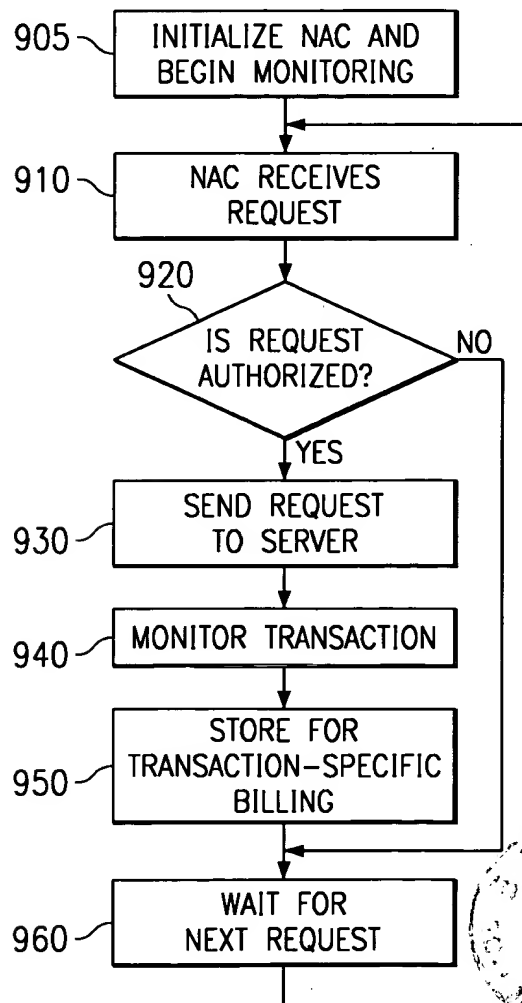 905
INITIALIZE NAC AND
BEGIN MONITORING
910
NAC RECEIVES
REQUEST
920
IS REQUEST
AUTHORIZED?
NO
YES
930
SEND REQUEST
TO SERVER
940
MONITOR TRANSACTION
950
STORE FOR
TRANSACTION-SPECIFIC
BILLING
960
WAIT FOR
NEXT REQUEST